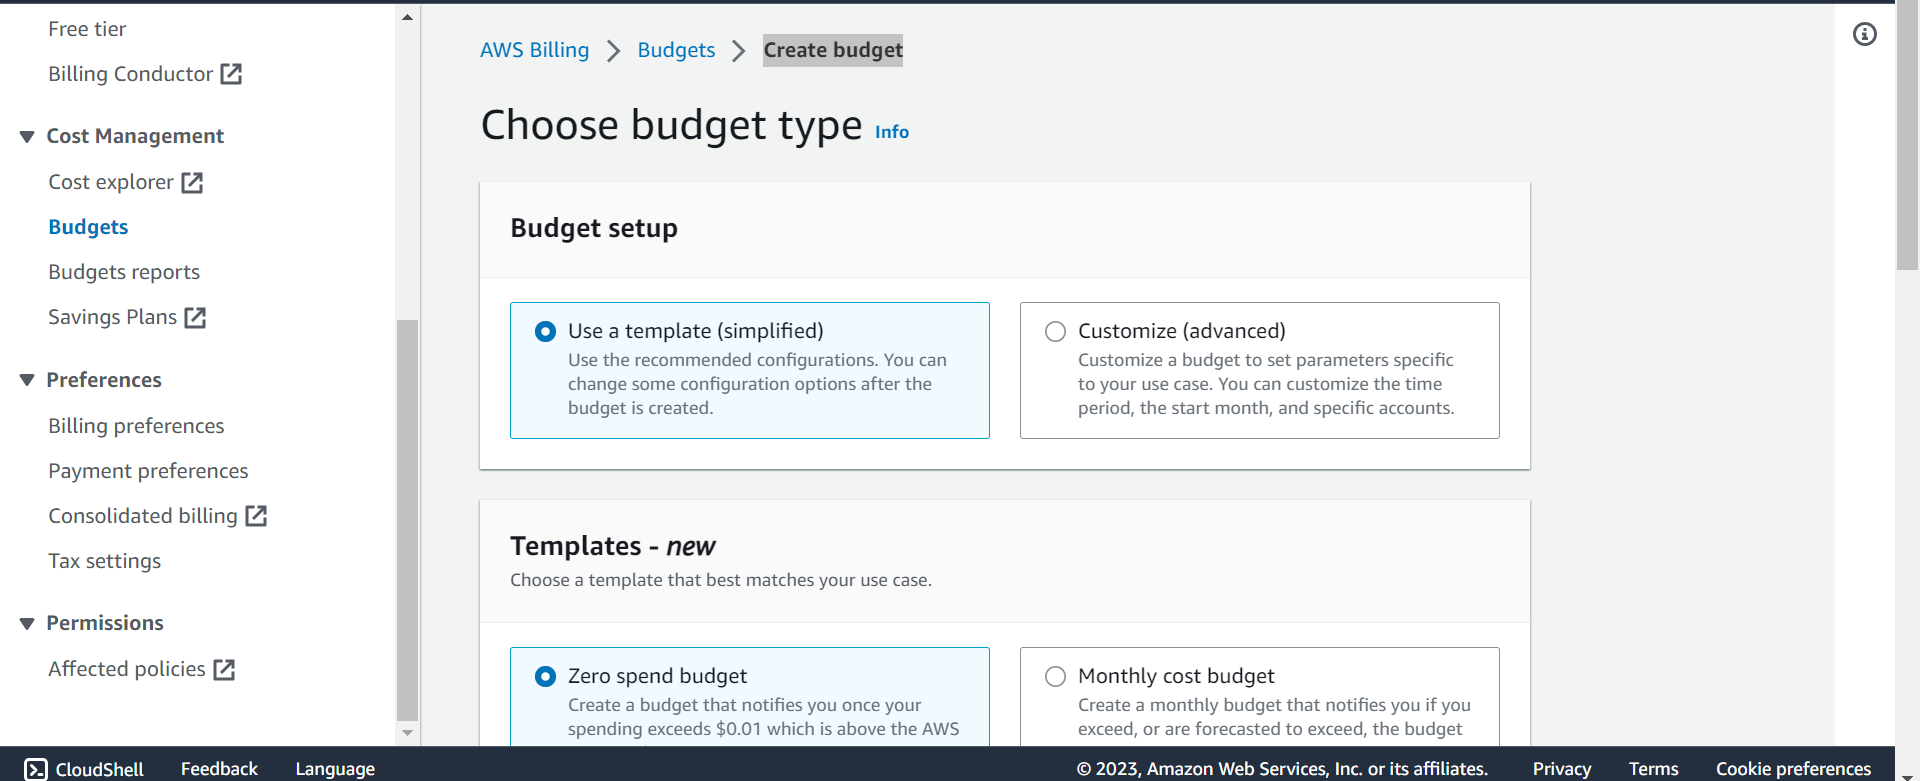 Free tier
Billing Conductor
Cost Management
Cost explorer
Budgets
Budgets reports
Savings Plans
Preferences
Billing preferences
Payment preferences
Consolidated billing
Tax settings
Permissions
Affected policies
AWS Billing
Budgets
Create budget
Choose budget type Info
Budget setup
Use a template (simplified)
Use the recommended configurations. You can
change some configuration options after the
budget is created.
Customize (advanced)
Customize a budget to set parameters specific
to your use case. You can customize the time
period, the start month, and specific accounts.
Templates - new
Choose a template that best matches your use case.
Zero spend budget
Create a budget that notifies you once your
spending exceeds $0.01 which is above the AWS
Monthly cost budget
Create a monthly budget that notifies you if you
exceed, or are forecasted to exceed, the budget
CloudShell
Feedback
Language
© 2023, Amazon Web Services, Inc. or its affiliates.
Privacy
Terms
Cookie preferences